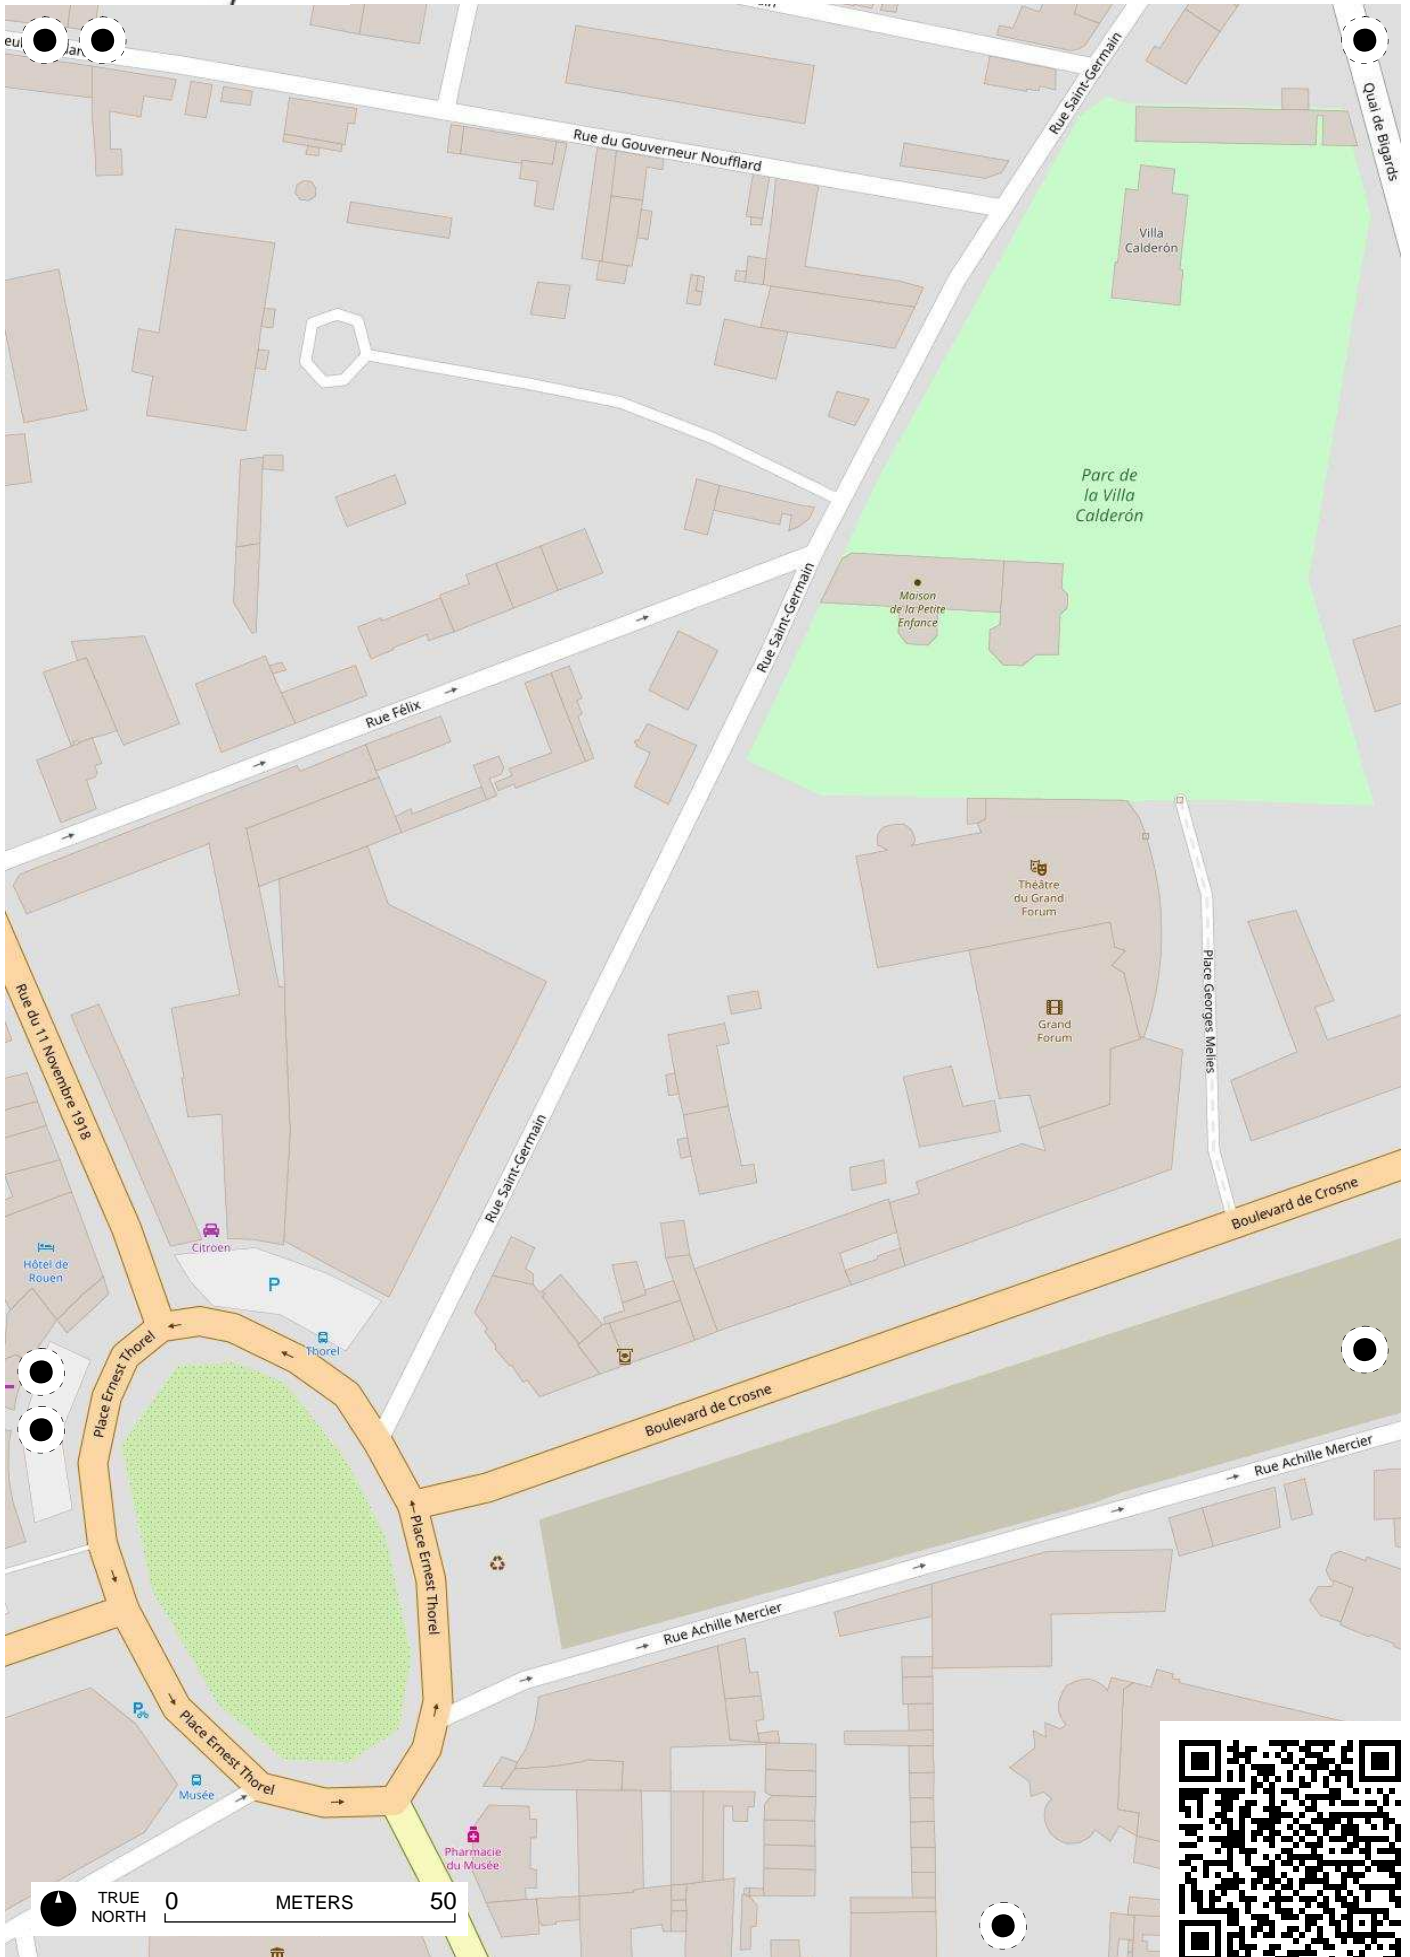 Rue Saint-Germain
Quai de Bigards
Rue du Gouverneur Noufflard
Villa
Calderón
Parc de
la Villa
Calderón
Rue Saint-Germain
Maison
de la Petite
Enfance
Rue Félix
Théâtre
du Grand
Forum
Place Georges Melies
Grand
Forum
Rue du 11 Novembre 1918
Rue Saint-Germain
Boulevard de Crosne
Citroen
Hôtel de
Rouen
P
Thorel
Place Ernest Thorel
Boulevard de Crosne
Rue Achille Mercier
Place Ernest Thorel
Rue Achille Mercier
P
Place Ernest Thorel
Musée
Pharmacie
du Musée
TRUE
NORTH
0 METERS 50